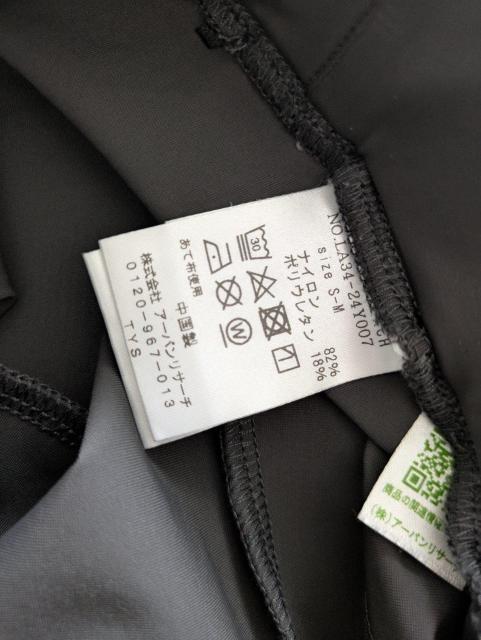 NO.LA34-24Y007
size S-M
ナイロン 82%
ポリウレタン 18%
30
W
あて布使用
中国製
株式会社 アーバンリサーチ
0120-967-013
TYS
商品の関連情報は
(株)アーバンリサー